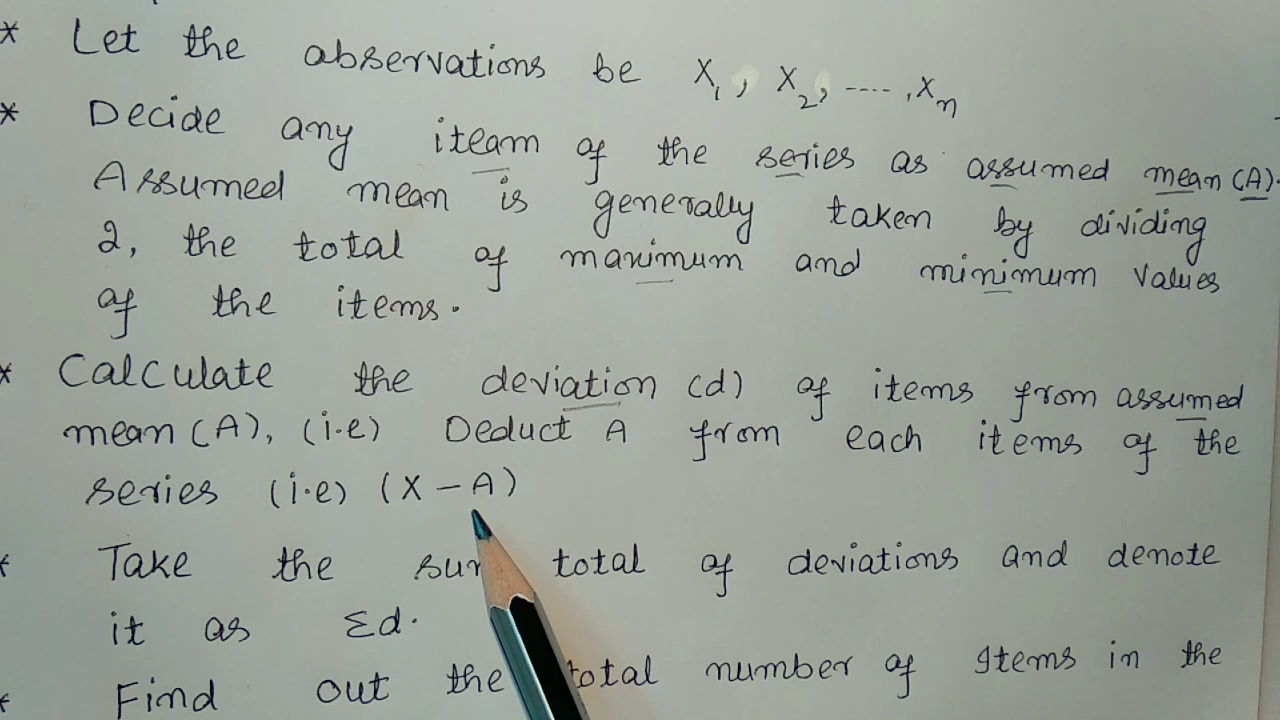 * Let the observations be X₁, X₂, ...., Xₙ
* Decide any iteam of the series as assumed mean (A).
Assumed mean is generally taken by dividing
2, the total of maximum and minimum values
of the items.
* Calculate the deviation (d) of items from assumed
mean (A), (i.e) Deduct A from each items of the
series (i.e) (X - A)
* Take the total of deviations and denote
it as Σd.
* Find out the total number of Items in the